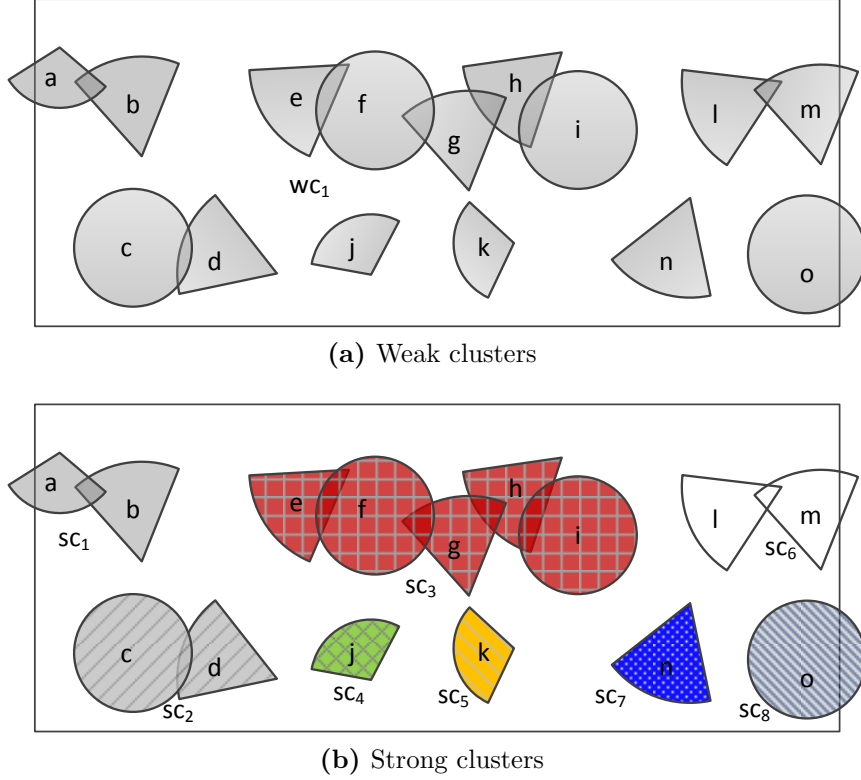 a b e f g h i l m
wc₁
c d j k n o
(a) Weak clusters
a b e f g h i l m
sc₁ sc₃ sc₆
c d j k n o
sc₂ sc₄ sc₅ sc₇ sc₈
(b) Strong clusters